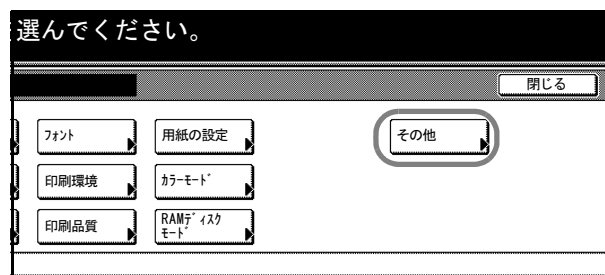 選んでください。
閉じる
フォント
用紙の設定
その他
印刷環境
カラーモード
印刷品質
RAMディスク
モード